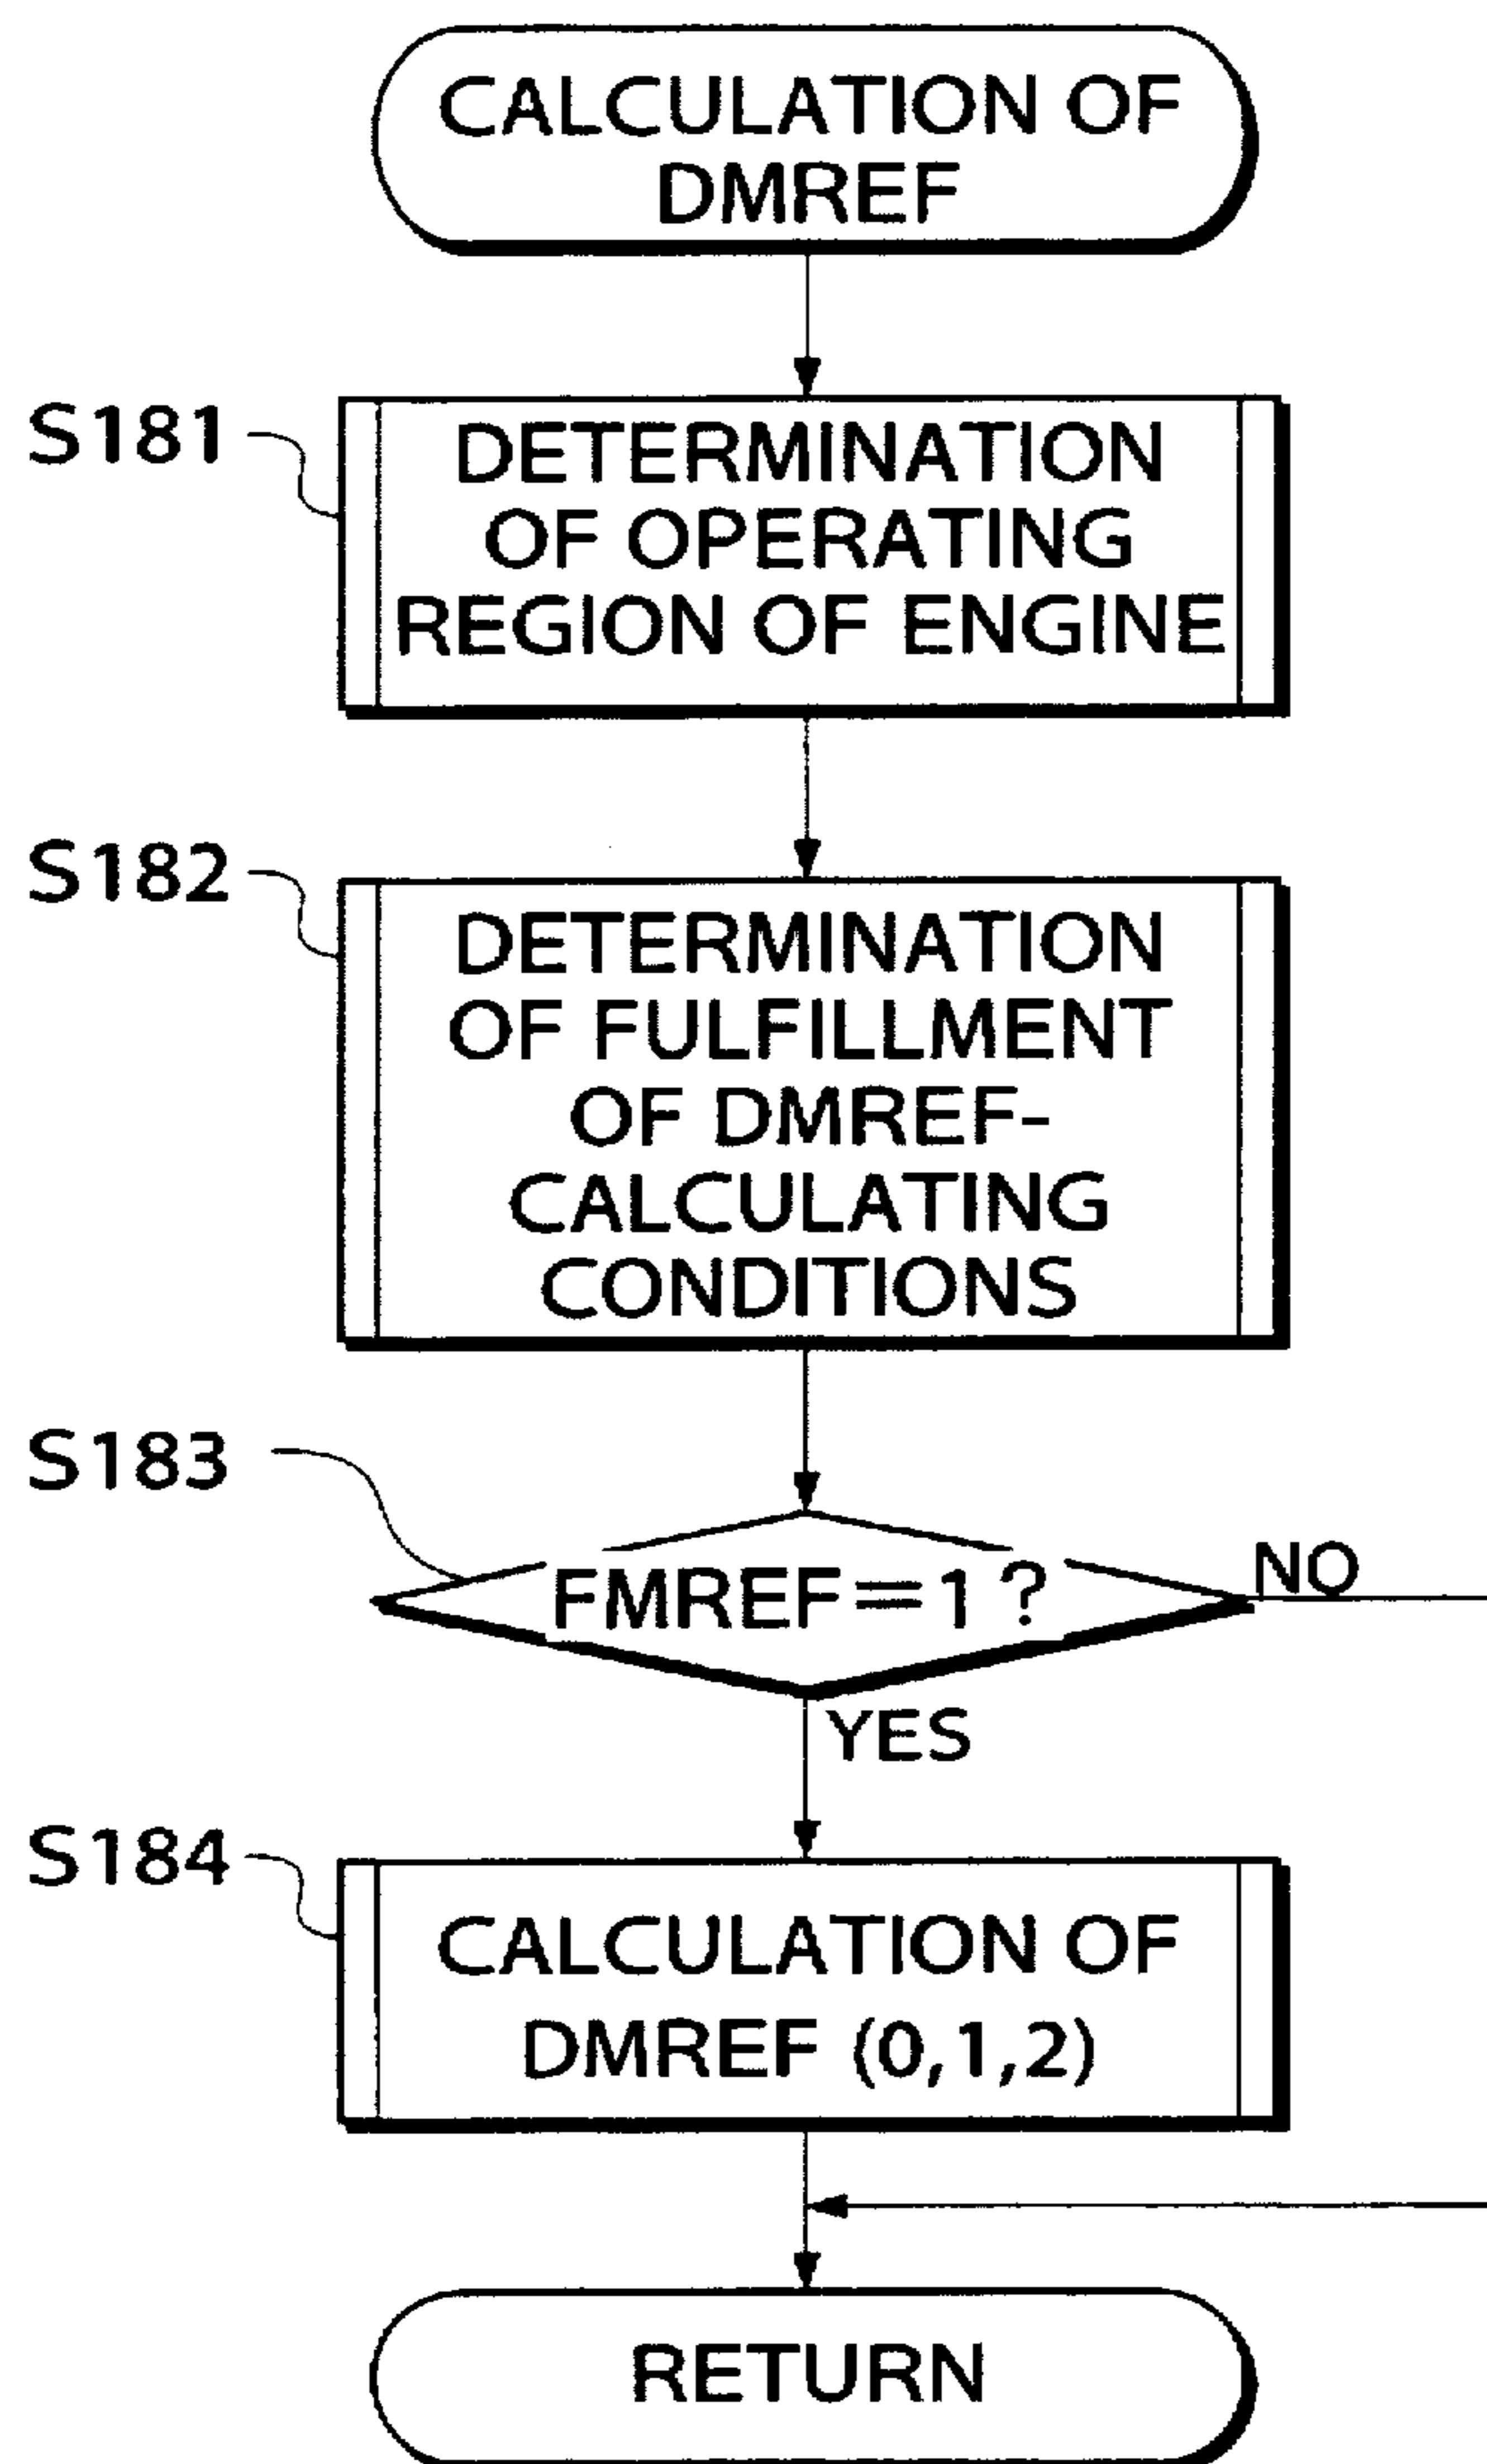 CALCULATION OF
DMREF
S181
DETERMINATION
OF OPERATING
REGION OF ENGINE
S182
DETERMINATION
OF FULFILLMENT
OF DMREF-
CALCULATING
CONDITIONS
S183
FMREF=1?
NO
YES
S184
CALCULATION OF
DMREF (0,1,2)
RETURN